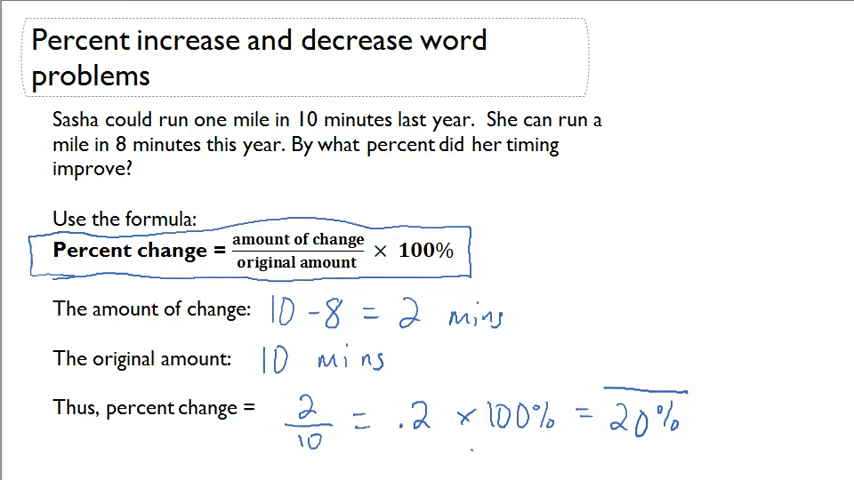 Percent increase and decrease word
problems
Sasha could run one mile in 10 minutes last year. She can run a
mile in 8 minutes this year. By what percent did her timing
improve?
Use the formula:
Percent change = amount of change / original amount × 100%
The amount of change: 10 - 8 = 2 mins
The original amount: 10 mins
Thus, percent change = 2/10 = .2 × 100% = 20%